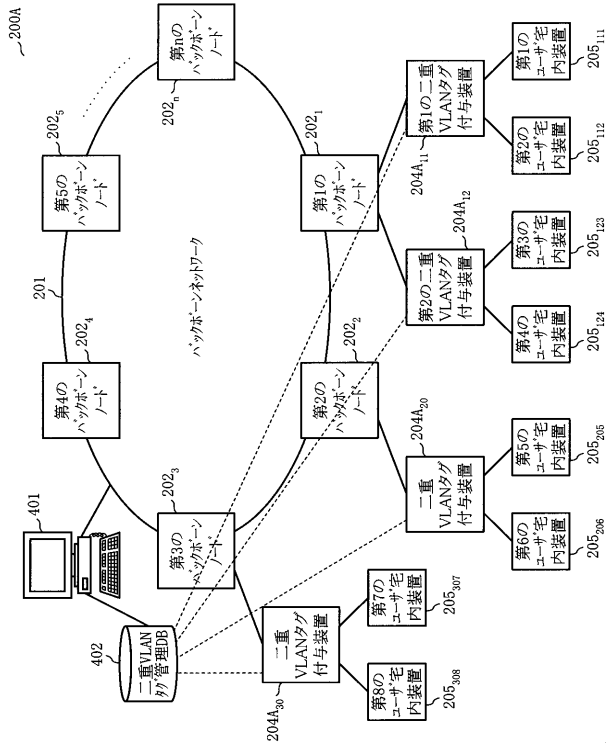 200A
第nの
バックボーン
ノード
202n
第5の
バックボーン
ノード
2025
第1の
バックボーン
ノード
2021
201
バックボーンネットワーク
第4の
バックボーン
ノード
2024
第2の
バックボーン
ノード
2022
第3の
バックボーン
ノード
2023
401
二重VLAN
タグ管理DB
402
第1の二重
VLANタグ
付与装置
204A11
第2の二重
VLANタグ
付与装置
204A12
二重
VLANタグ
付与装置
204A20
二重
VLANタグ
付与装置
204A30
第1の
ユーザ宅
内装置
205111
第2の
ユーザ宅
内装置
205112
第3の
ユーザ宅
内装置
205123
第4の
ユーザ宅
内装置
205124
第5の
ユーザ宅
内装置
205205
第6の
ユーザ宅
内装置
205206
第7の
ユーザ宅
内装置
205307
第8の
ユーザ宅
内装置
205308